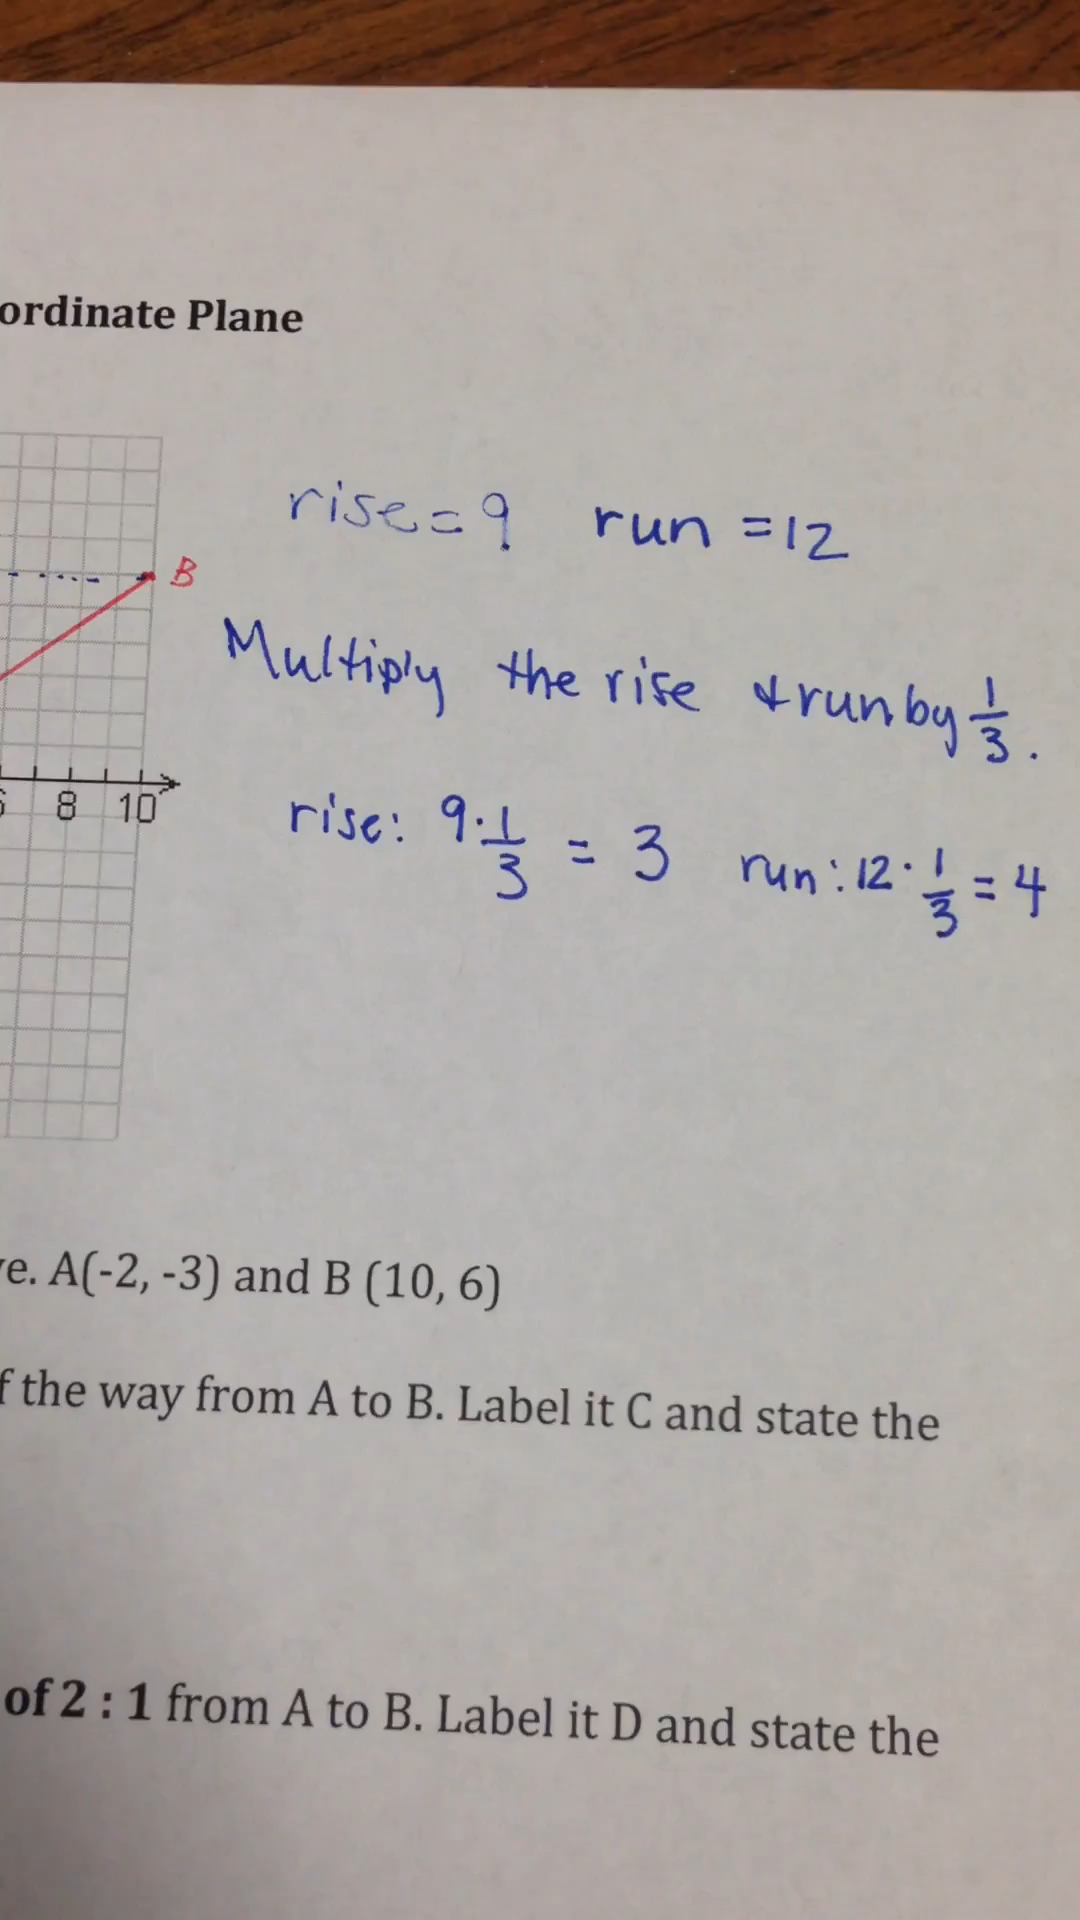 ordinate Plane
rise = 9 run = 12
B
Multiply the rise & run by 1/3.
8 10
rise: 9 · 1/3 = 3 run: 12 · 1/3 = 4
e. A(-2, -3) and B (10, 6)
f the way from A to B. Label it C and state the
of 2 : 1 from A to B. Label it D and state the